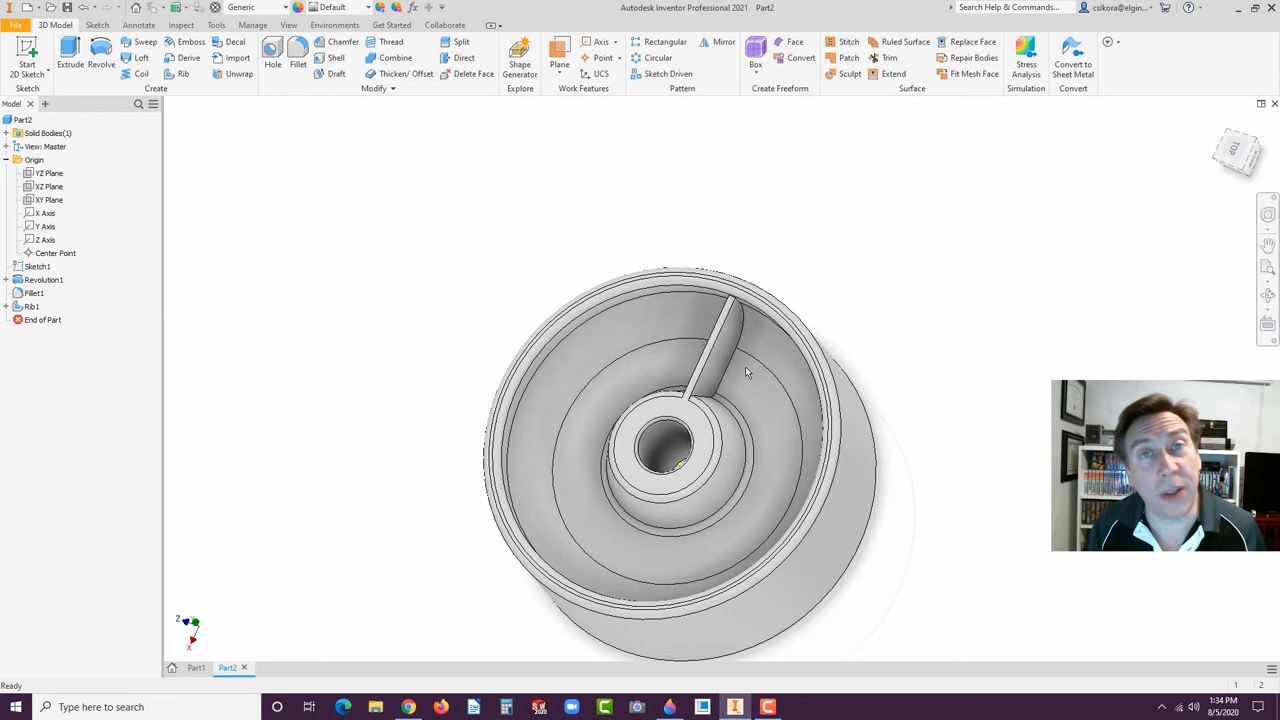 Generic
Default
Autodesk Inventor Professional 2021
Part2
Search Help & Commands...
csikora@elgin...
File
3D Model
Sketch
Annotate
Inspect
Tools
Manage
View
Environments
Get Started
Collaborate
Start
2D Sketch
Extrude
Revolve
Sweep
Emboss
Decal
Loft
Derive
Import
Coil
Rib
Unwrap
Hole
Fillet
Chamfer
Thread
Split
Shell
Combine
Direct
Draft
Thicken/ Offset
Delete Face
Shape
Generator
Plane
Axis
Point
UCS
Rectangular
Mirror
Circular
Sketch Driven
Box
Face
Convert
Stitch
Ruled Surface
Replace Face
Patch
Trim
Repair Bodies
Sculpt
Extend
Fit Mesh Face
Stress
Analysis
Convert to
Sheet Metal
Sketch
Create
Modify
Explore
Work Features
Pattern
Create Freeform
Surface
Simulation
Convert
Model
Part2
Solid Bodies(1)
View: Master
Origin
YZ Plane
XZ Plane
XY Plane
X Axis
Y Axis
Z Axis
Center Point
Sketch1
Revolution1
Fillet1
Rib1
End of Part
TOP
Z
X
Part1
Part2
Ready
1
2
Type here to search
1:34 PM
8/5/2020